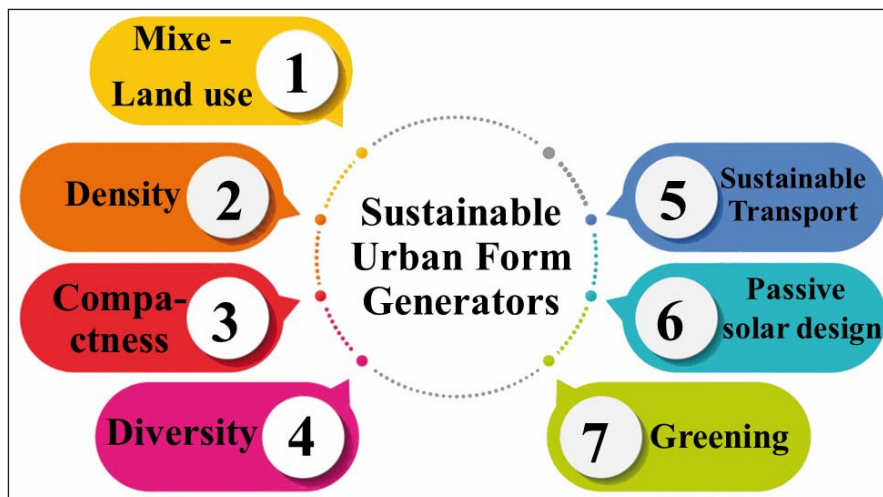 Mixe -
Land use
1
Density
2
Compa-
ctness
3
Diversity
4
Sustainable
Urban Form
Generators
5
Sustainable
Transport
6
Passive
solar design
7
Greening